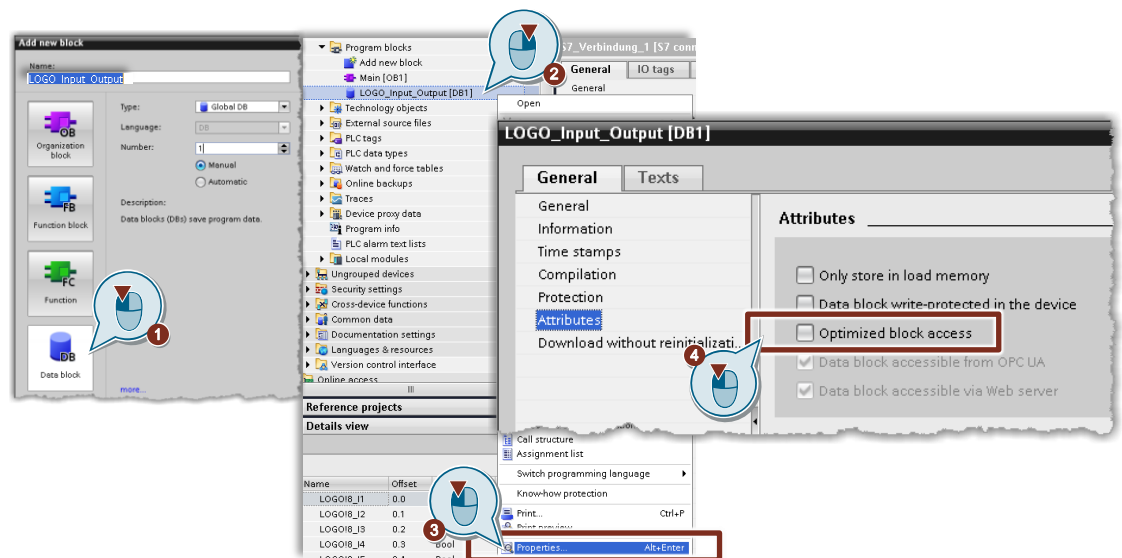 Add new block
Name:
LOGO_Input_Output
OB
Organization
block
FB
Function block
FC
Function
DB
Data block
Type:
Global DB
Language:
DB
Number:
1
Manual
Automatic
Description:
Data blocks (DBs) save program data.
more...
1
Program blocks
Add new block
Main [OB1]
LOGO_Input_Output [DB1]
Technology objects
External source files
PLC tags
PLC data types
Watch and force tables
Online backups
Traces
Device proxy data
Program info
PLC alarm text lists
Local modules
Ungrouped devices
Security settings
Cross-device functions
Common data
Documentation settings
Languages & resources
Version control interface
Online access
Reference projects
Details view
Name
Offset
LOGO!8_I1
0.0
LOGO!8_I2
0.1
LOGO!8_I3
0.2
LOGO!8_I4
0.3
Bool
S7_Verbindung_1 [S7 conn
General
IO tags
General
2
Open
LOGO_Input_Output [DB1]
General
Texts
General
Information
Time stamps
Compilation
Protection
Attributes
Download without reinitializati..
Attributes
Only store in load memory
Data block write-protected in the device
Optimized block access
Data block accessible from OPC UA
Data block accessible via Web server
4
Call structure
Assignment list
Switch programming language
Know-how protection
Print...
Ctrl+P
Print preview
3
Properties...
Alt+Enter